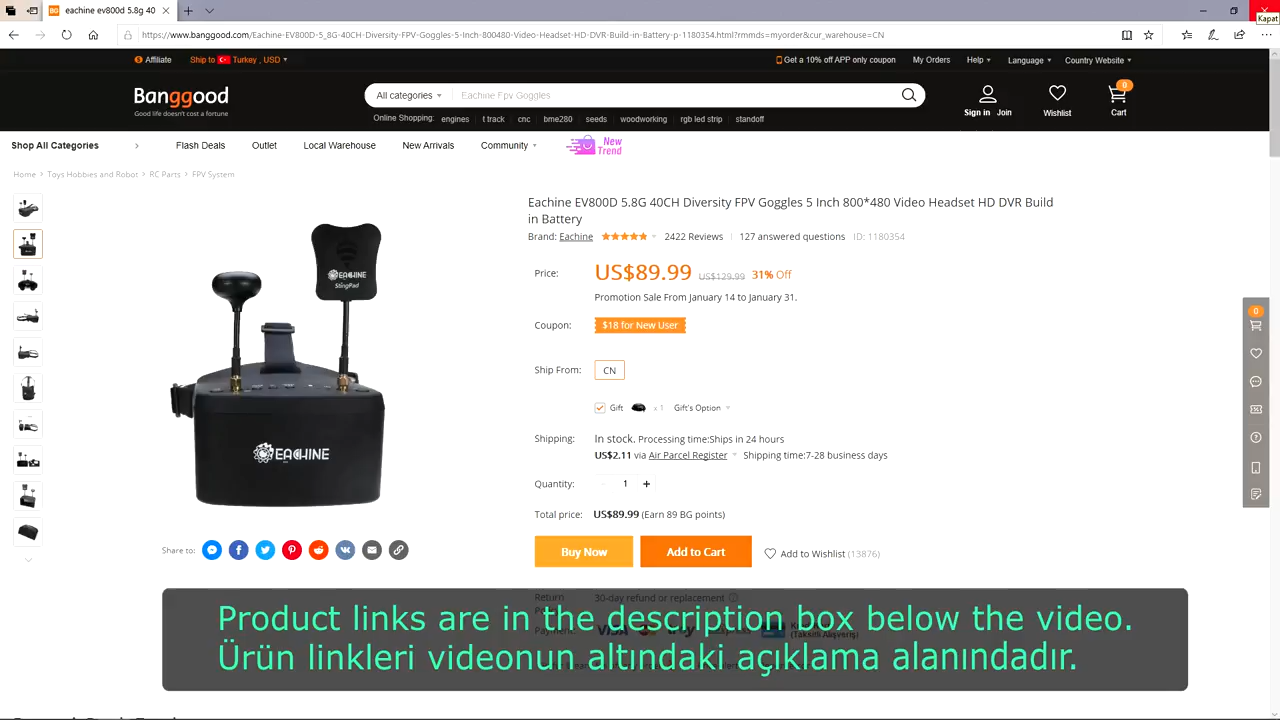 eachine ev800d 5.8g 40
Kapat
https://www.banggood.com/Eachine-EV800D-5_8G-40CH-Diversity-FPV-Goggles-5-Inch-800480-Video-Headset-HD-DVR-Build-in-Battery-p-1180354.html?rmmds=myorder&cur_warehouse=CN
Affiliate
Ship to Turkey , USD
Get a 10% off APP only coupon
My Orders
Help
Language
Country Website
Banggood
Good life doesn't cost a fortune
All categories
Eachine Fpv Goggles
Online Shopping: engines t track cnc bme280 seeds woodworking rgb led strip standoff
Sign in Join
Wishlist
0
Cart
Shop All Categories
Flash Deals
Outlet
Local Warehouse
New Arrivals
Community
New
Trend
Home > Toys Hobbies and Robot > RC Parts > FPV System
EACHINE
StingPad
EACHINE
Share to:
Eachine EV800D 5.8G 40CH Diversity FPV Goggles 5 Inch 800*480 Video Headset HD DVR Build
in Battery
Brand: Eachine 2422 Reviews 127 answered questions ID: 1180354
Price: US$89.99 US$129.99 31% Off
Promotion Sale From January 14 to January 31.
Coupon: $18 for New User
Ship From: CN
Gift x 1 Gift's Option
Shipping: In stock. Processing time:Ships in 24 hours
US$2.11 via Air Parcel Register Shipping time:7-28 business days
Quantity: - 1 +
Total price: US$89.99 (Earn 89 BG points)
Buy Now
Add to Cart
Add to Wishlist (13876)
0
Return 30-day refund or replacement
Payment: VISA
(Taksitli Alışveriş)
Product links are in the description box below the video.
Ürün linkleri videonun altındaki açıklama alanındadır.